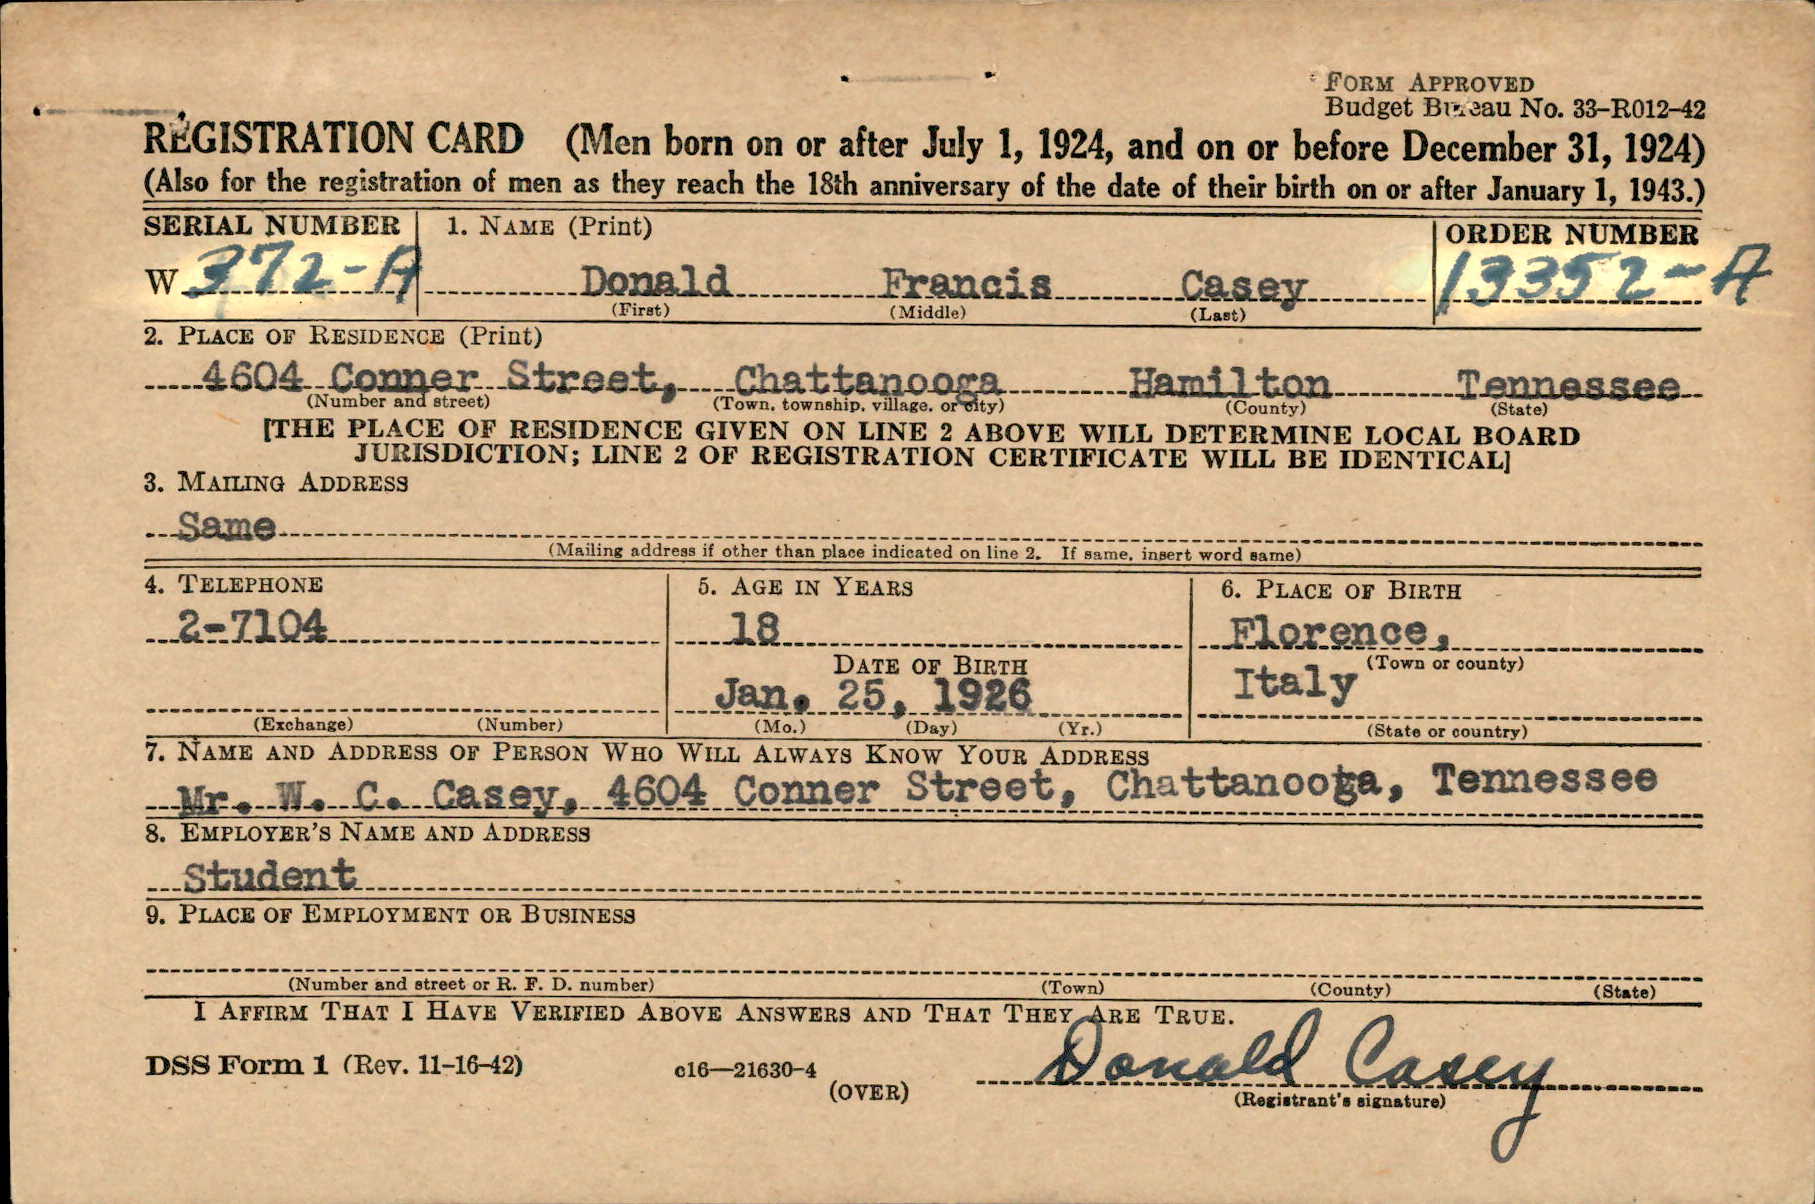 FORM APPROVED
Budget Bureau No. 33-R012-42
REGISTRATION CARD (Men born on or after July 1, 1924, and on or before December 31, 1924)
(Also for the registration of men as they reach the 18th anniversary of the date of their birth on or after January 1, 1943.)
SERIAL NUMBER 1. NAME (Print) ORDER NUMBER
W 372-A Donald Francis Casey 13352-A
(First) (Middle) (Last)
2. PLACE OF RESIDENCE (Print)
4604 Conner Street, Chattanooga Hamilton Tennessee
(Number and street) (Town, township, village, or city) (County) (State)
[THE PLACE OF RESIDENCE GIVEN ON LINE 2 ABOVE WILL DETERMINE LOCAL BOARD
JURISDICTION; LINE 2 OF REGISTRATION CERTIFICATE WILL BE IDENTICAL]
3. MAILING ADDRESS
Same
(Mailing address if other than place indicated on line 2. If same, insert word same)
4. TELEPHONE 5. AGE IN YEARS 6. PLACE OF BIRTH
2-7104 18 Florence,
DATE OF BIRTH (Town or county)
Jan. 25, 1926 Italy
(Exchange) (Number) (Mo.) (Day) (Yr.) (State or country)
7. NAME AND ADDRESS OF PERSON WHO WILL ALWAYS KNOW YOUR ADDRESS
Mr. W. C. Casey, 4604 Conner Street, Chattanooga, Tennessee
8. EMPLOYER'S NAME AND ADDRESS
Student
9. PLACE OF EMPLOYMENT OR BUSINESS
(Number and street or R. F. D. number) (Town) (County) (State)
I AFFIRM THAT I HAVE VERIFIED ABOVE ANSWERS AND THAT THEY ARE TRUE.
DSS Form 1 (Rev. 11-16-42) c16—21630-4 Donald Casey
(OVER) (Registrant's signature)